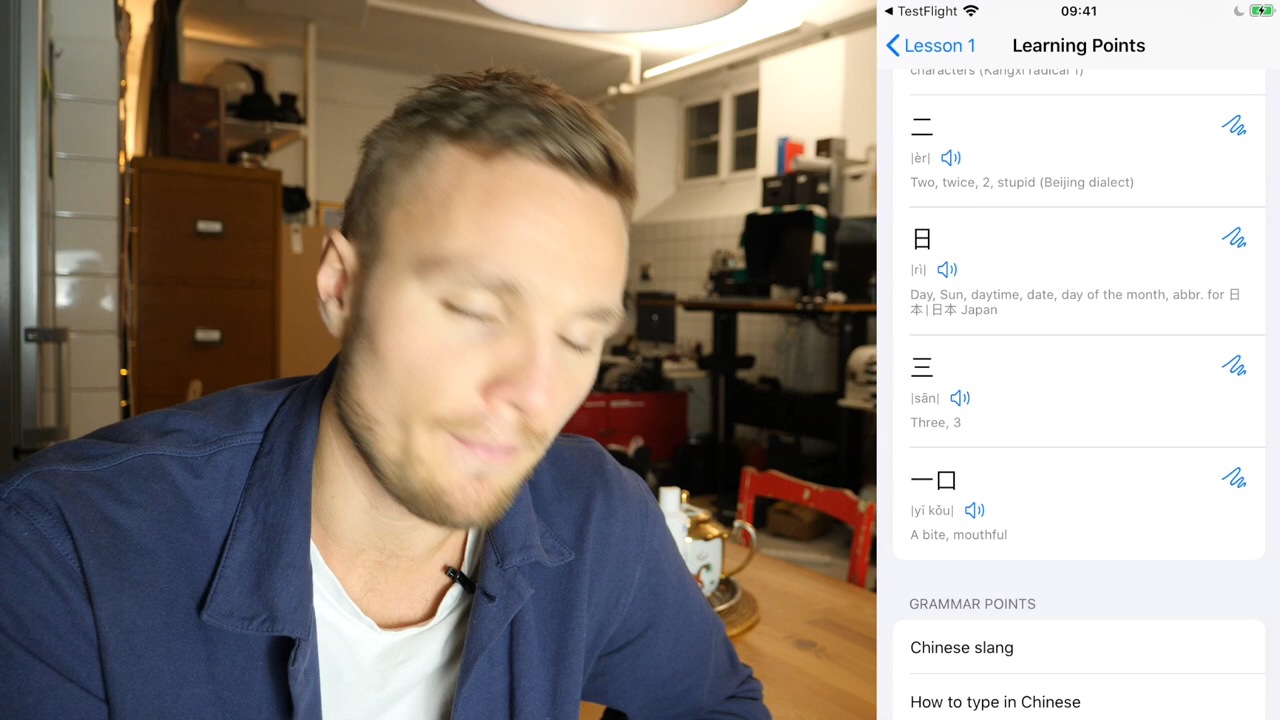 TestFlight
09:41
Lesson 1
Learning Points
characters (Kangxi radical 1)
二
|èr|
Two, twice, 2, stupid (Beijing dialect)
日
|rì|
Day, Sun, daytime, date, day of the month, abbr. for 日
本|日本 Japan
三
|sān|
Three, 3
一口
|yī kǒu|
A bite, mouthful
GRAMMAR POINTS
Chinese slang
How to type in Chinese